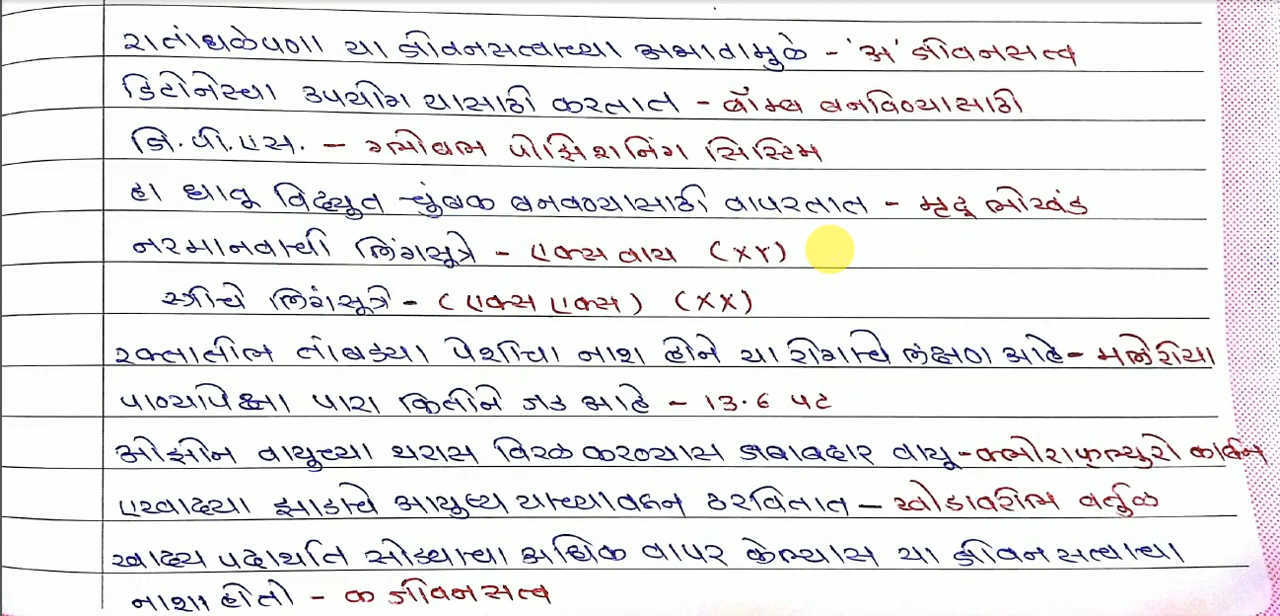 रातांधळेपणा या जीवनसत्वाच्या अभावामुळे - 'अ' जीवनसत्व
डिटोनेरचा उपयोग यासाठी करतात - बॉम्ब बनविण्यासाठी
जि.पी.एस. - ग्लोबल पोझिशनिंग सिस्टिम
हा धातू विद्युत चुंबक बनवण्यासाठी वापरतात - मृदू लोखंड
नरमानवाची लिंगसूत्रे - एक्स वाय (XY)
स्त्रीचे लिंगसूत्रे - (एक्स एक्स) (XX)
रक्तातील तांबडया पेशींचा नाश होने या रोगाचे लक्षण आहे - मलेरीया
पाण्यापेक्षा पारा कितीने जड आहे - 13.6 पट
ओझोन वायूच्या थरास विरळ करण्यास जबाबदार वायू - क्लोराफ्ल्युरो कार्बन
एखाद्या झाडाचे आयुष्य याच्यावरून ठरवितात - खोडावरील वर्तुळ
खाद्य पदार्थात सोड्याचा अधिक वापर केल्यास या जीवनसत्वाचा
नाश होतो - क जीवनसत्व